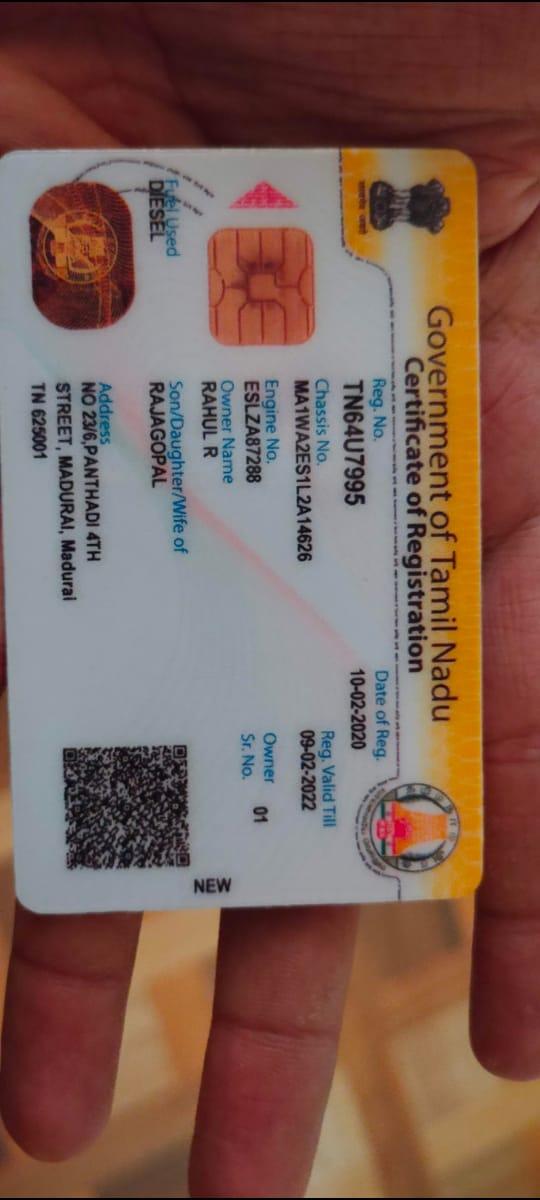 Government of Tamil Nadu
Certificate of Registration
Reg. No.
TN64U7995
Date of Reg.
10-02-2020
Chassis No.
MA1WA2ES1L2A14626
Reg. Valid Till
09-02-2022
Engine No.
ESLZA87288
Owner
Sr. No.
01
Owner Name
RAHUL R
NEW
Fuel Used
DIESEL
Son/Daughter/Wife of
RAJAGOPAL
Address
NO 23/6,PANTHADI 4TH
STREET, MADURAI, Madurai
TN 625001